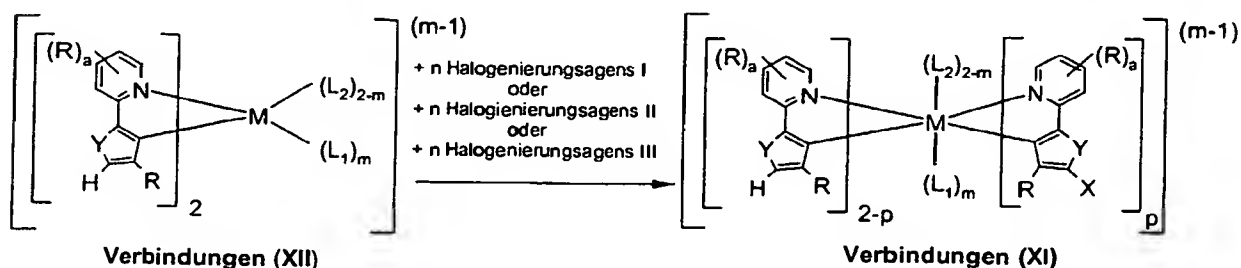 (m-1)
(R)a
N
M
(L2)2-m
(L1)m
Y
H
R
2
+ n Halogenierungsagens I
oder
+ n Halogienierungsagens II
oder
+ n Halogenierungsagens III
(m-1)
(R)a
N
Y
H
R
2-p
(L2)2-m
M
(L1)m
(R)a
N
Y
R
X
p
Verbindungen (XII)
Verbindungen (XI)